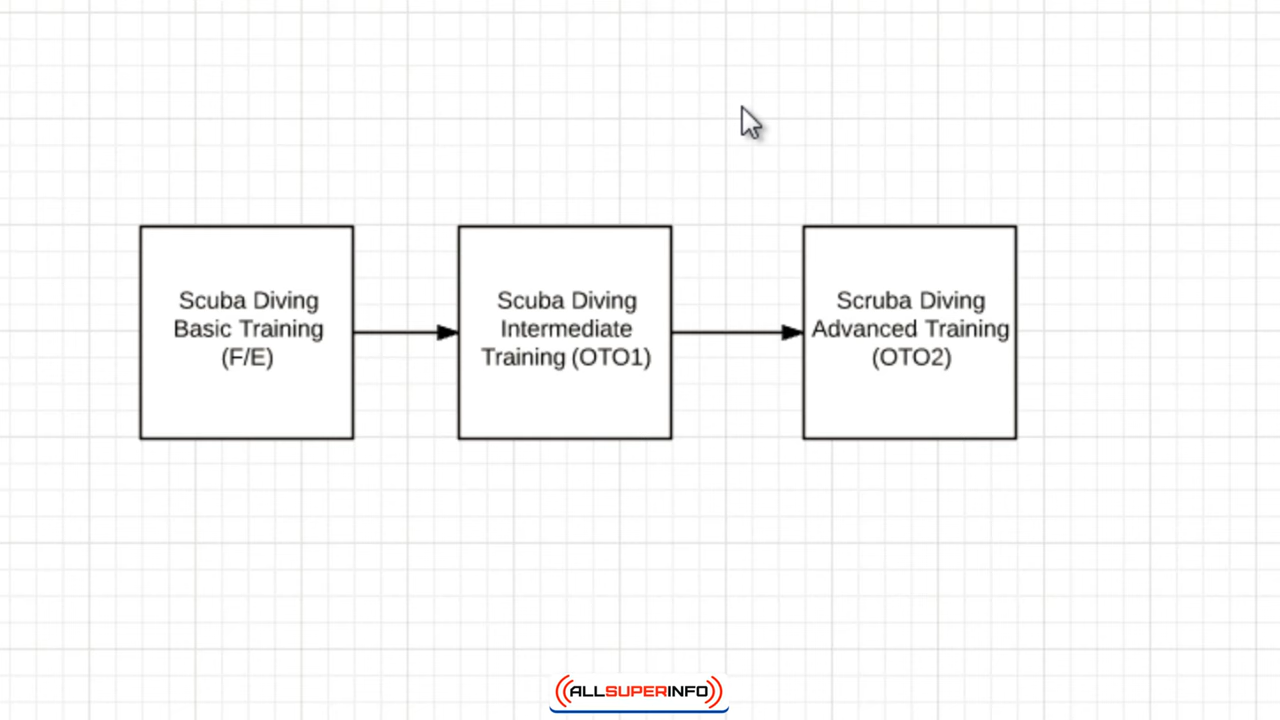 Scuba Diving
Basic Training
(F/E)
Scuba Diving
Intermediate
Training (OTO1)
Scruba Diving
Advanced Training
(OTO2)
ALLSUPERINFO